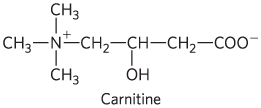 CH₃
CH₃—N⁺—CH₂—CH—CH₂—COO⁻
CH₃ OH
Carnitine